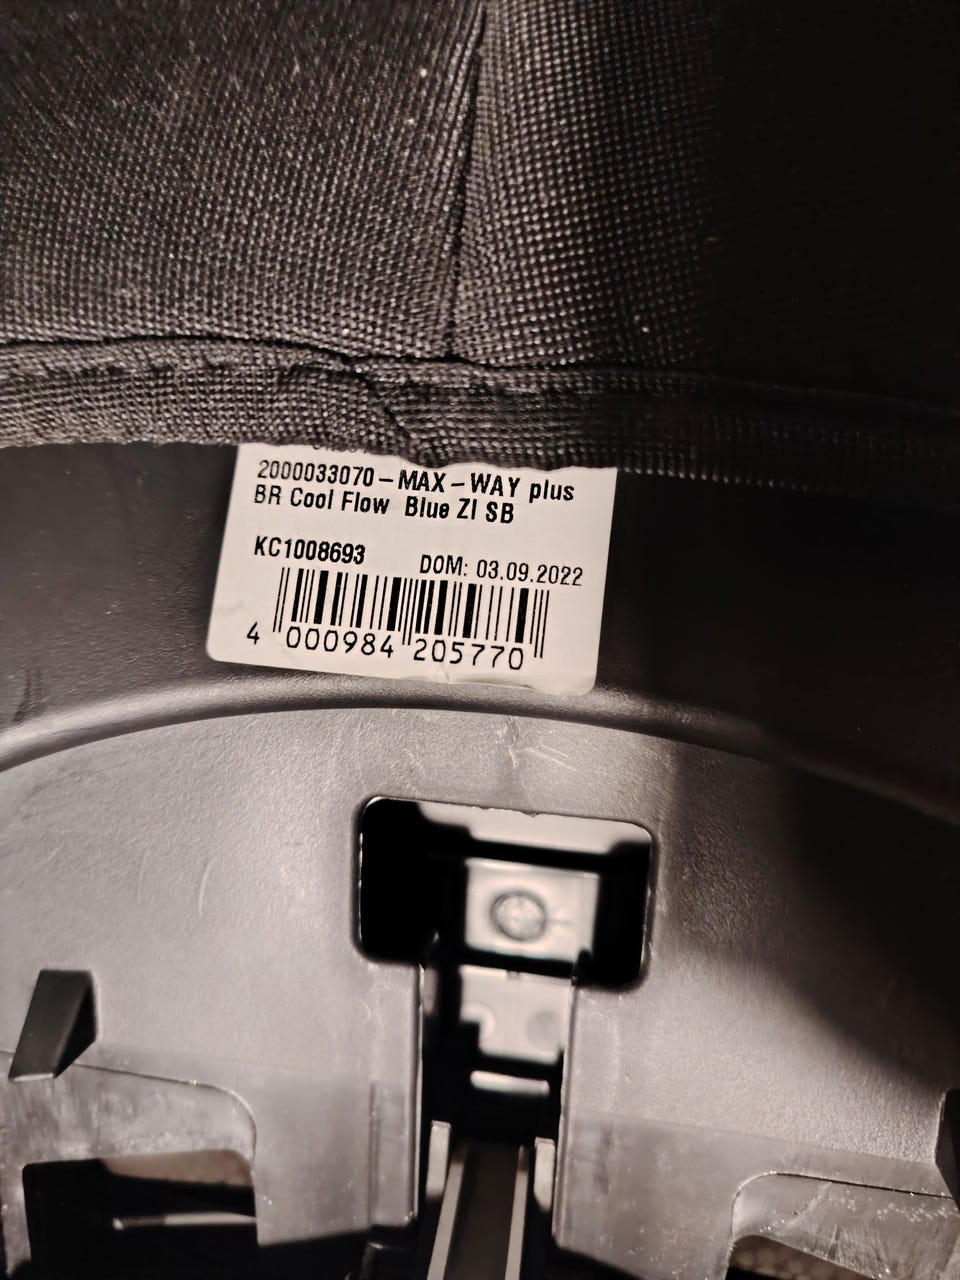 2000033070-MAX-WAY plus
BR Cool Flow Blue ZI SB
KC1008693
DOM: 03.09.2022
4 000984 205770